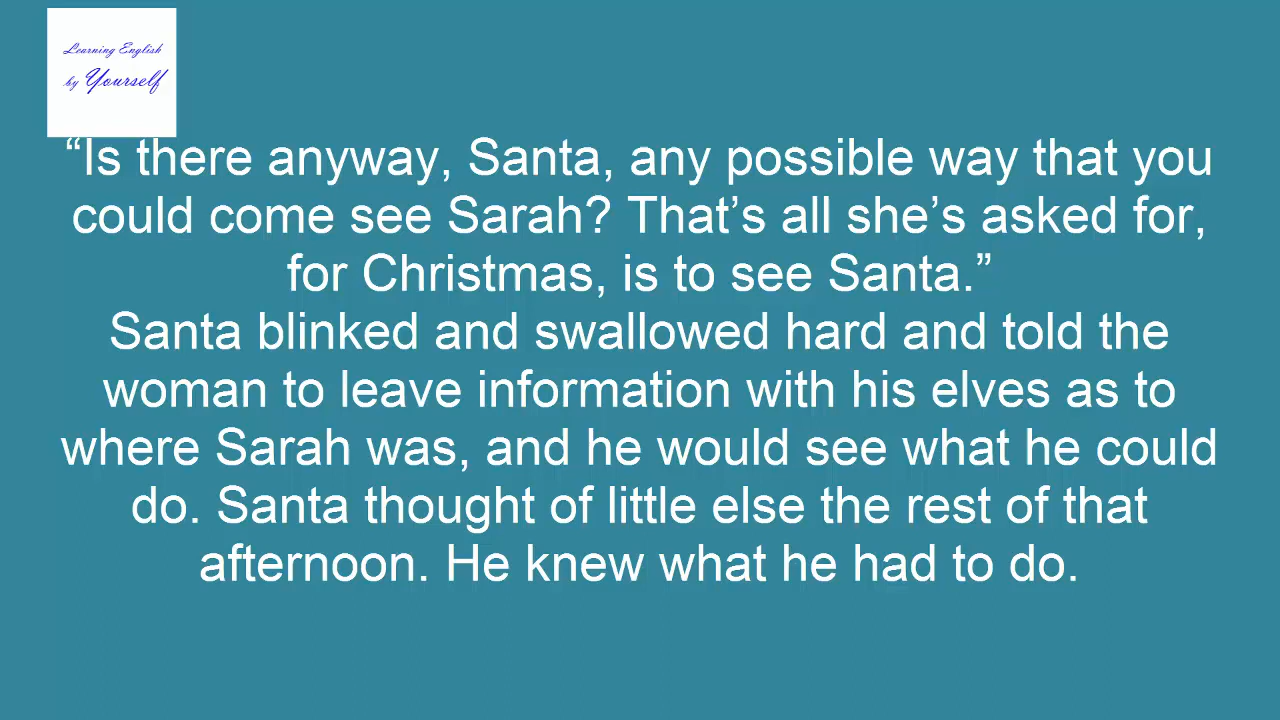 Learning English
by Yourself
“Is there anyway, Santa, any possible way that you
could come see Sarah? That’s all she’s asked for,
for Christmas, is to see Santa.”
Santa blinked and swallowed hard and told the
woman to leave information with his elves as to
where Sarah was, and he would see what he could
do. Santa thought of little else the rest of that
afternoon. He knew what he had to do.